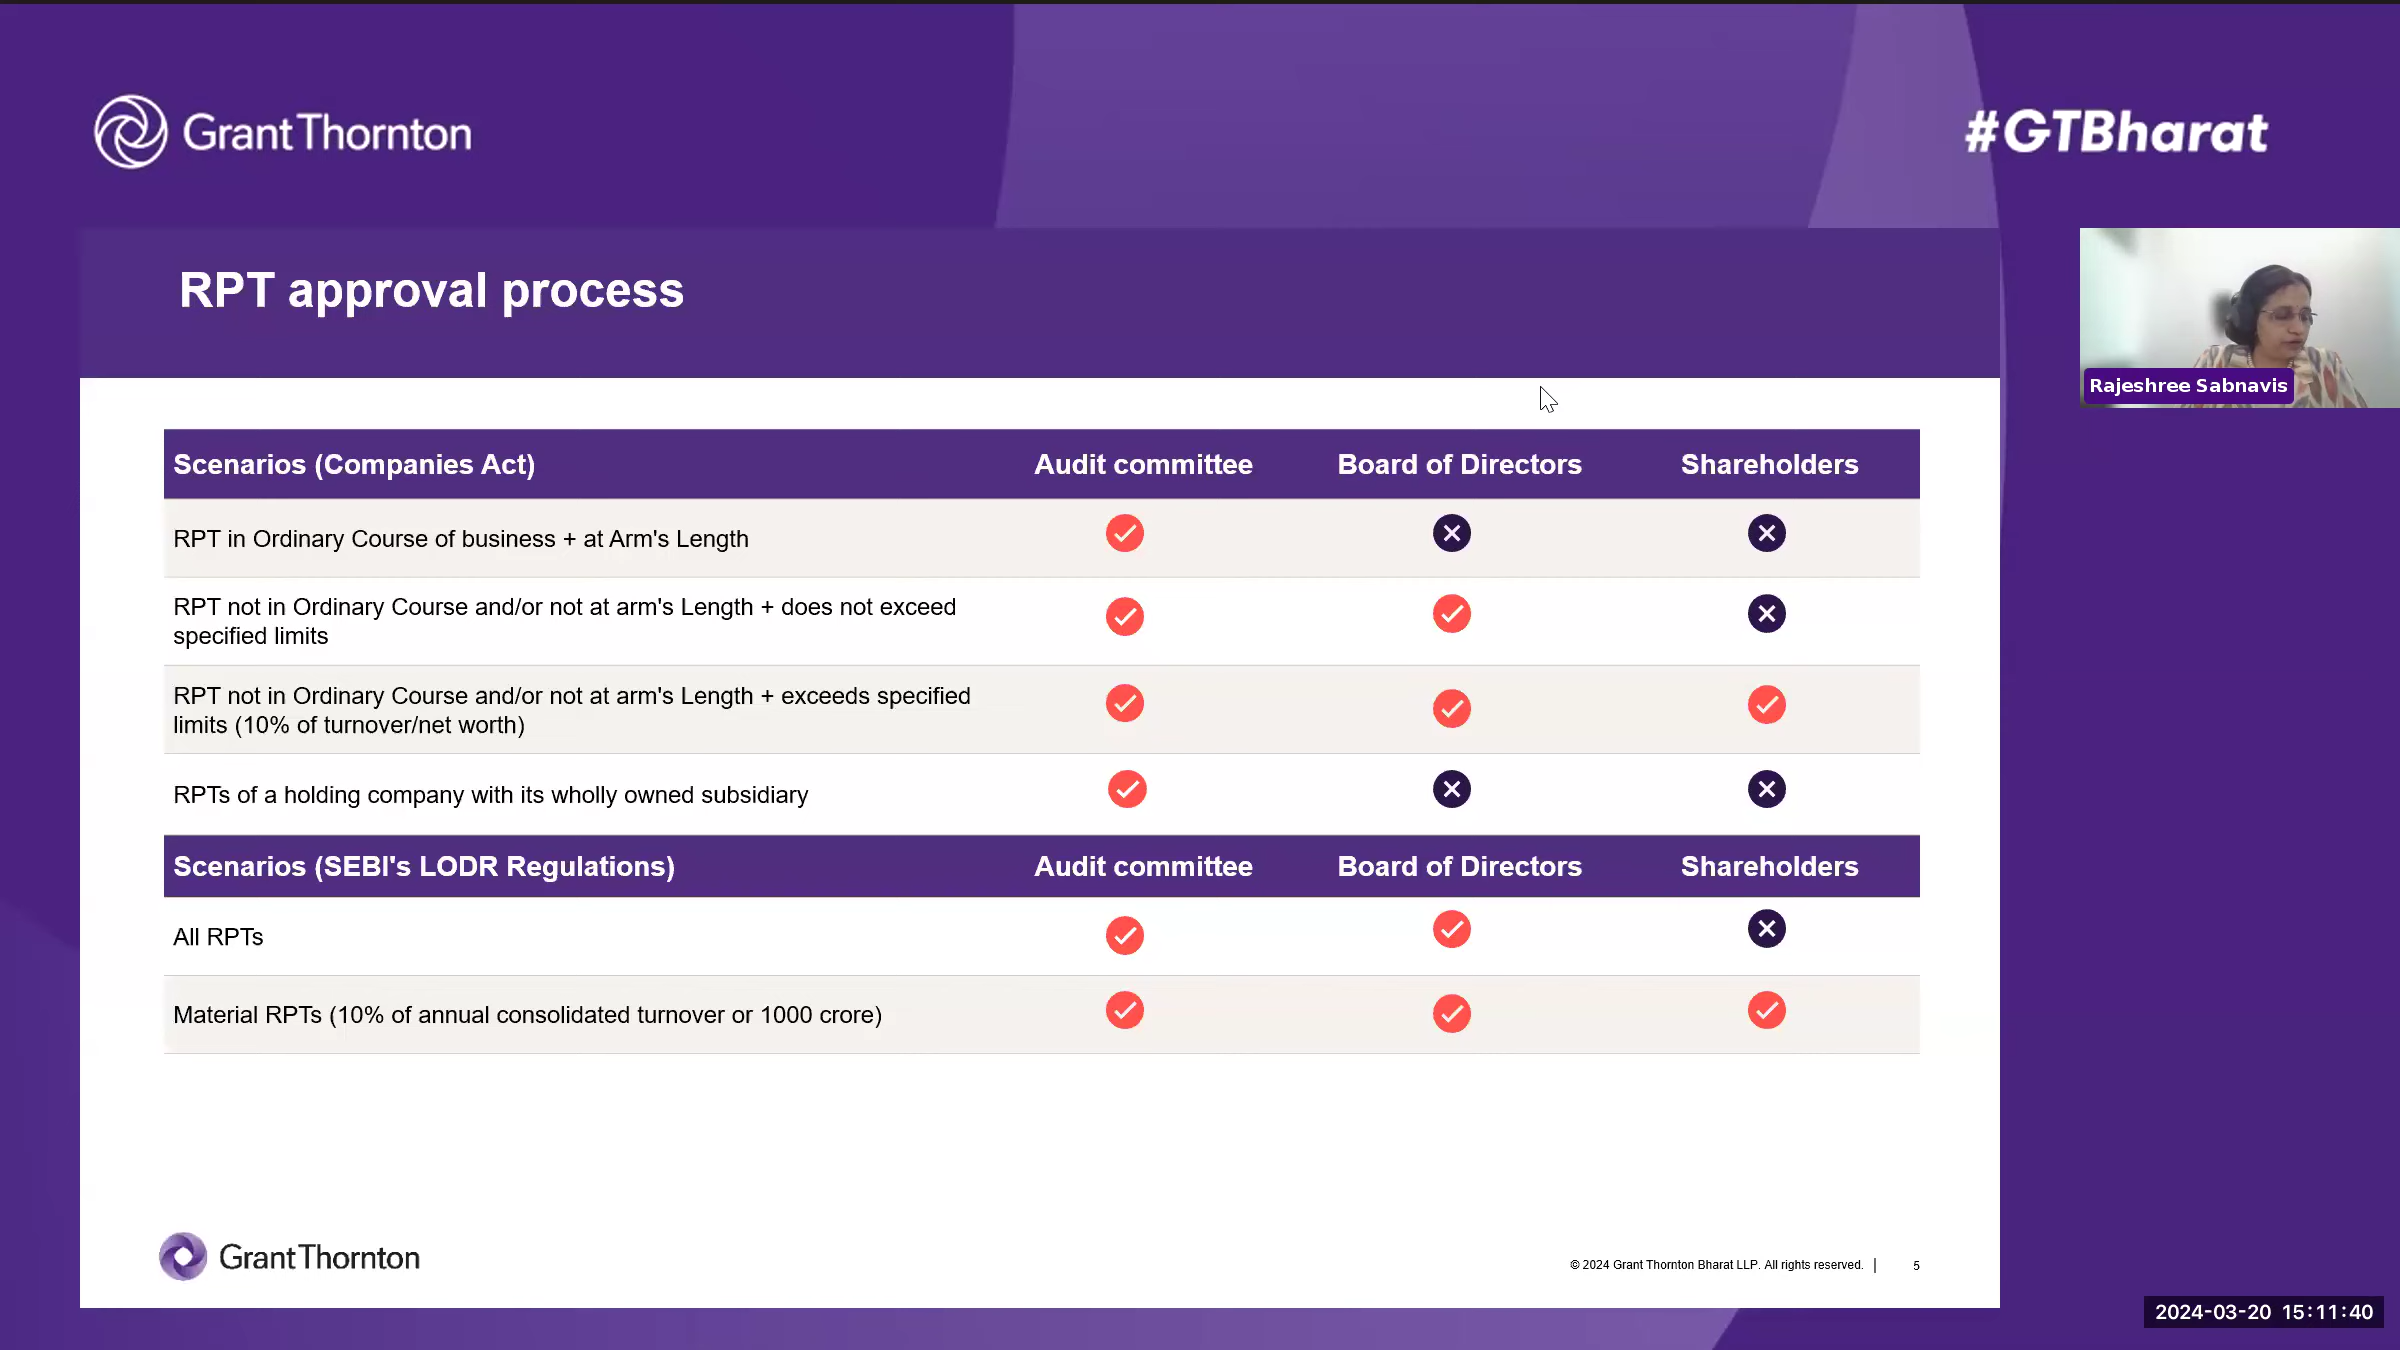 Grant Thornton
#GTBharat
RPT approval process
Rajeshree Sabnavis
Scenarios (Companies Act) Audit committee Board of Directors Shareholders
RPT in Ordinary Course of business + at Arm's Length
RPT not in Ordinary Course and/or not at arm's Length + does not exceed
specified limits
RPT not in Ordinary Course and/or not at arm's Length + exceeds specified
limits (10% of turnover/net worth)
RPTs of a holding company with its wholly owned subsidiary
Scenarios (SEBI's LODR Regulations) Audit committee Board of Directors Shareholders
All RPTs
Material RPTs (10% of annual consolidated turnover or 1000 crore)
Grant Thornton
© 2024 Grant Thornton Bharat LLP. All rights reserved. | 5
2024-03-20 15:11:40